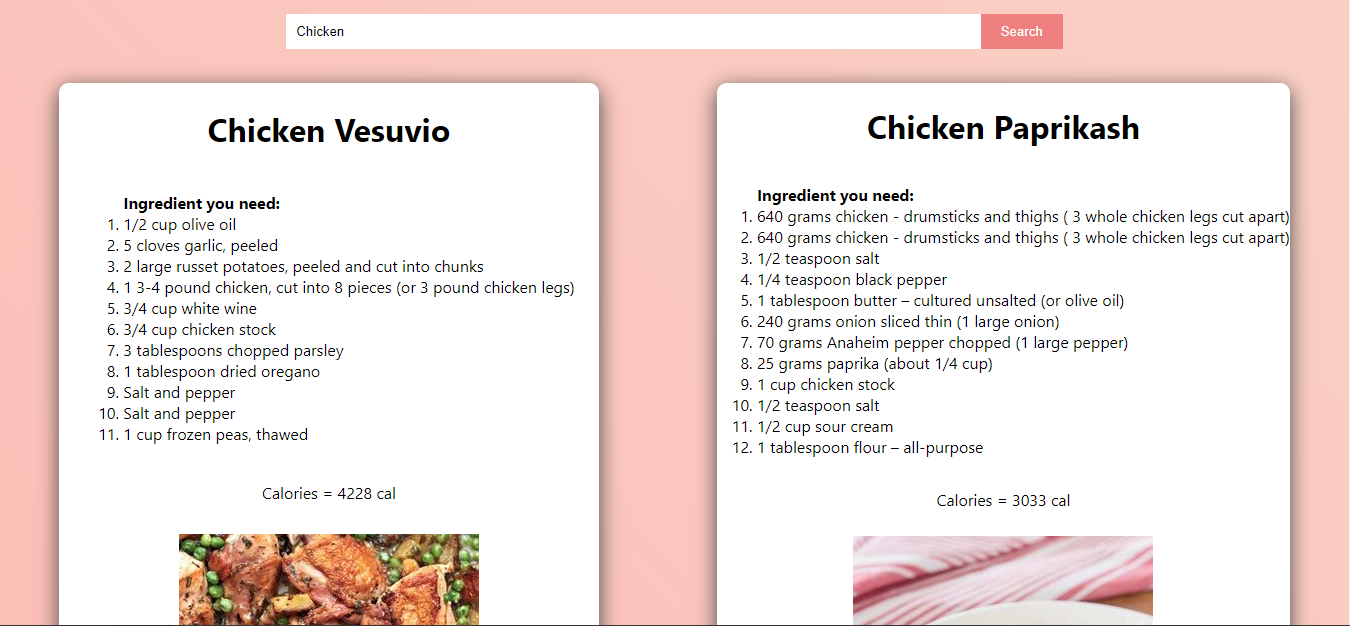 Chicken
Search
Chicken Vesuvio
Ingredient you need:
1. 1/2 cup olive oil
2. 5 cloves garlic, peeled
3. 2 large russet potatoes, peeled and cut into chunks
4. 1 3-4 pound chicken, cut into 8 pieces (or 3 pound chicken legs)
5. 3/4 cup white wine
6. 3/4 cup chicken stock
7. 3 tablespoons chopped parsley
8. 1 tablespoon dried oregano
9. Salt and pepper
10. Salt and pepper
11. 1 cup frozen peas, thawed
Calories = 4228 cal
Chicken Paprikash
Ingredient you need:
1. 640 grams chicken - drumsticks and thighs ( 3 whole chicken legs cut apart)
2. 640 grams chicken - drumsticks and thighs ( 3 whole chicken legs cut apart)
3. 1/2 teaspoon salt
4. 1/4 teaspoon black pepper
5. 1 tablespoon butter – cultured unsalted (or olive oil)
6. 240 grams onion sliced thin (1 large onion)
7. 70 grams Anaheim pepper chopped (1 large pepper)
8. 25 grams paprika (about 1/4 cup)
9. 1 cup chicken stock
10. 1/2 teaspoon salt
11. 1/2 cup sour cream
12. 1 tablespoon flour – all-purpose
Calories = 3033 cal